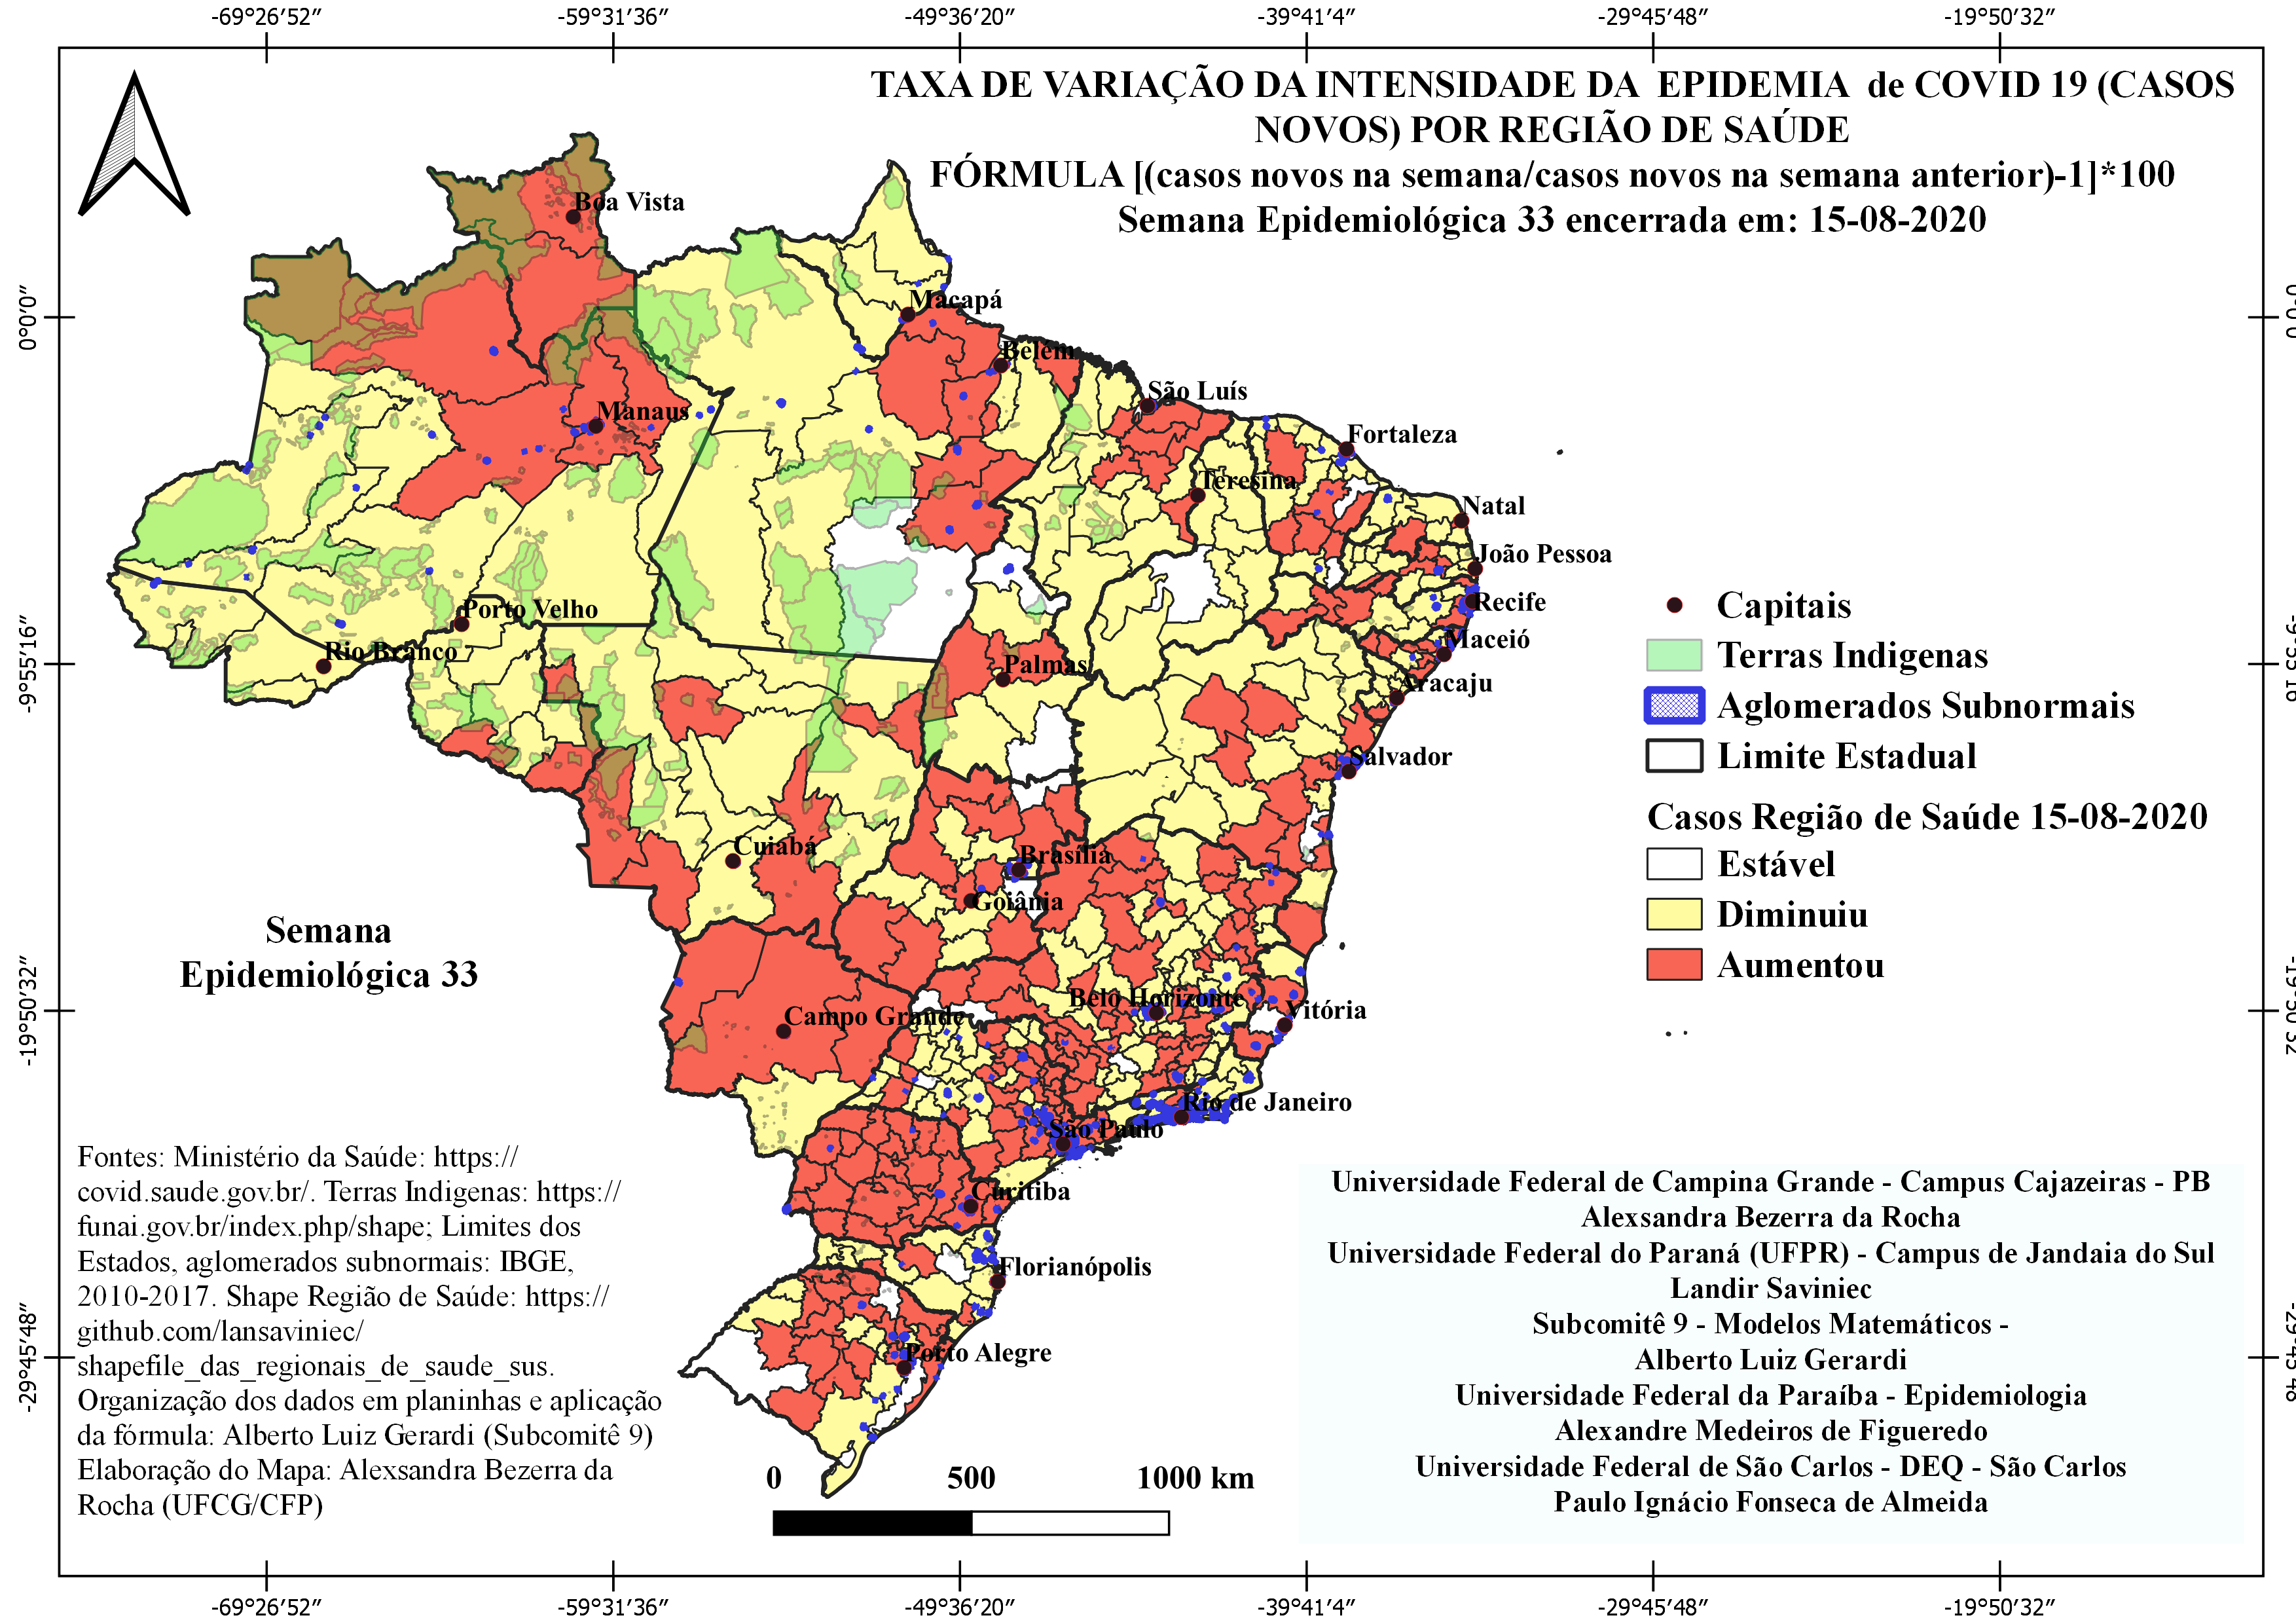 -69°26′52″ -59°31′36″ -49°36′20″ -39°41′4″ -29°45′48″ -19°50′32″
TAXA DE VARIAÇÃO DA INTENSIDADE DA EPIDEMIA de COVID 19 (CASOS
NOVOS) POR REGIÃO DE SAÚDE
FÓRMULA [(casos novos na semana/casos novos na semana anterior)-1]*100
Semana Epidemiológica 33 encerrada em: 15-08-2020
Boa Vista
Macapá
0°0′0″
0°0′0
Belém
São Luís
Manaus
Fortaleza
Teresina
Natal
João Pessoa
Porto Velho
Recife
Rio Branco
Maceió
Palmas
Aracaju
-9°55′16″
-9°55′16
Salvador
Cuiabá
Brasília
Goiânia
Capitais
Terras Indigenas
Aglomerados Subnormais
Limite Estadual
Casos Região de Saúde 15-08-2020
Estável
Diminuiu
Aumentou
Semana
Epidemiológica 33
Belo Horizonte
Vitória
Campo Grande
-19°50′32″
-19°50′32
Rio de Janeiro
São Paulo
Curitiba
Florianópolis
Porto Alegre
-29°45′48″
-29°45′48
Fontes: Ministério da Saúde: https://
covid.saude.gov.br/. Terras Indigenas: https://
funai.gov.br/index.php/shape; Limites dos
Estados, aglomerados subnormais: IBGE,
2010-2017. Shape Região de Saúde: https://
github.com/lansaviniec/
shapefile_das_regionais_de_saude_sus.
Organização dos dados em planinhas e aplicação
da fórmula: Alberto Luiz Gerardi (Subcomitê 9)
Elaboração do Mapa: Alexsandra Bezerra da
Rocha (UFCG/CFP)
0 500 1000 km
Universidade Federal de Campina Grande - Campus Cajazeiras - PB
Alexsandra Bezerra da Rocha
Universidade Federal do Paraná (UFPR) - Campus de Jandaia do Sul
Landir Saviniec
Subcomitê 9 - Modelos Matemáticos -
Alberto Luiz Gerardi
Universidade Federal da Paraíba - Epidemiologia
Alexandre Medeiros de Figueredo
Universidade Federal de São Carlos - DEQ - São Carlos
Paulo Ignácio Fonseca de Almeida
-69°26′52″ -59°31′36″ -49°36′20″ -39°41′4″ -29°45′48″ -19°50′32″